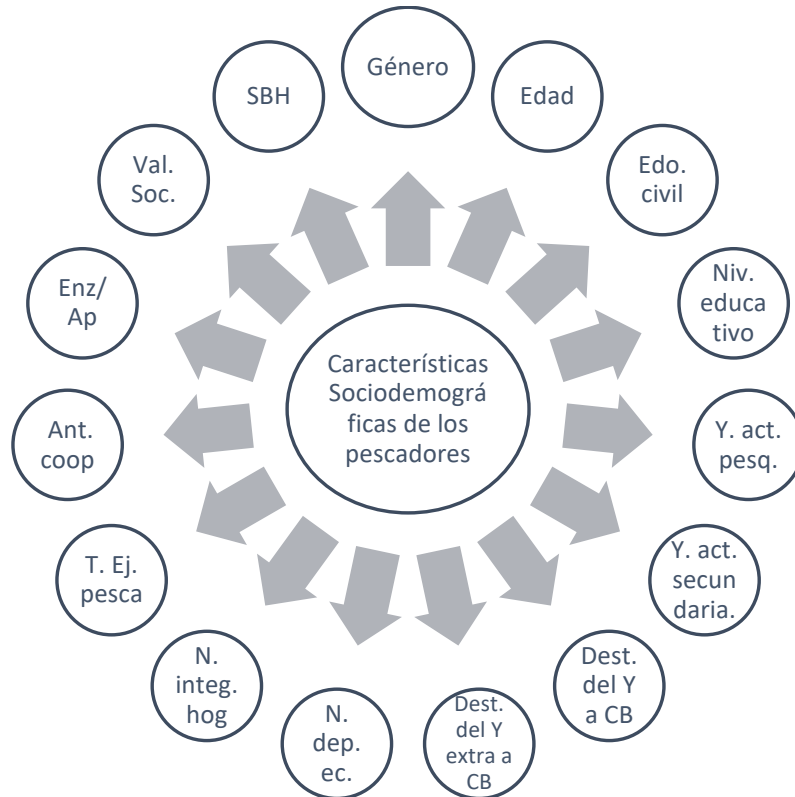 Género
Edad
Edo.
civil
Niv.
educa
tivo
Y. act.
pesq.
Y. act.
secun
daria.
Dest.
del Y
a CB
Dest.
del Y
extra a
CB
N.
dep.
ec.
N.
integ.
hog
T. Ej.
pesca
Ant.
coop
Enz/
Ap
Val.
Soc.
SBH
Característícas
Sociodemográ
ficas de los
pescadores